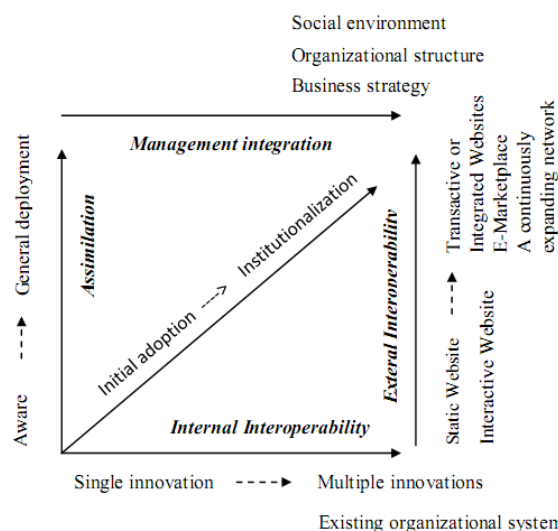 Social environment
Organizational structure
Business strategy
Management integration
General deployment
Aware
Assimilation
Initial adoption
Institutionalization
Exteral Interoperability
Transactive or
Integrated Websites
E-Marketplace
A continuously
expanding network
Static Website
Interactive Website
Internal Interoperability
Single innovation
Multiple innovations
Existing organizational system